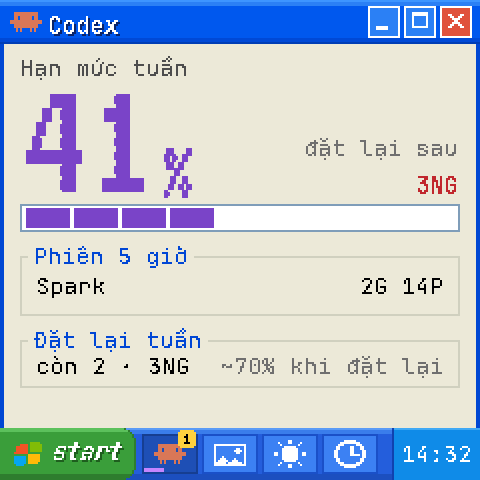 Codex
Hạn mức tuần
41%
đặt lại sau
3NG
Phiên 5 giờ
Spark 2G 14P
Đặt lại tuần
còn 2 · 3NG ~70% khi đặt lại
start 1 14:32